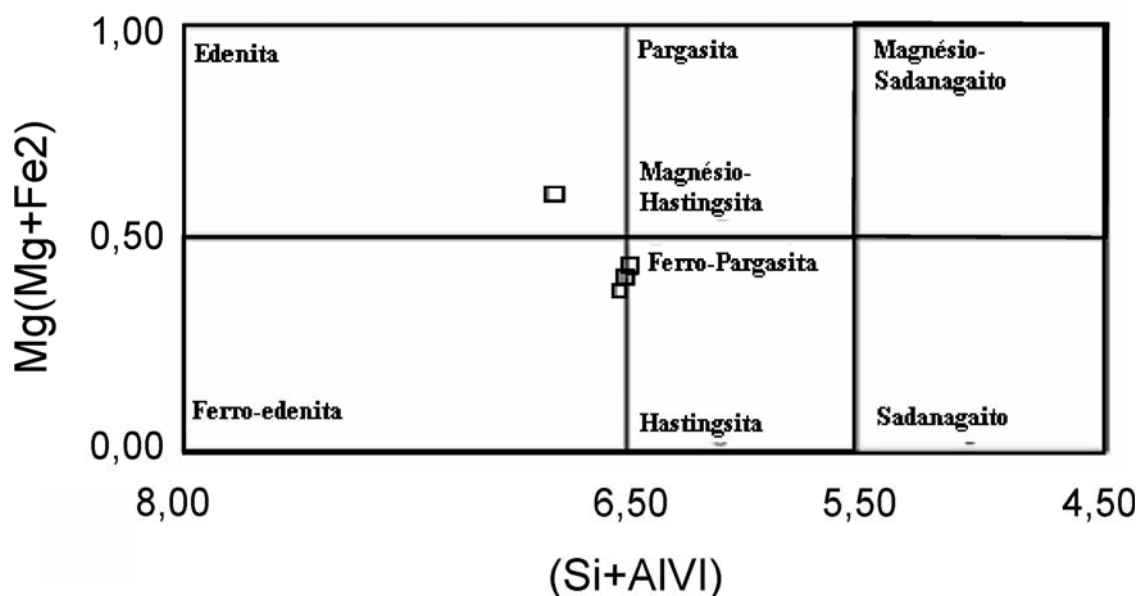 1,00
Edenita
Pargasita
Magnésio-
Sadanagaito
Magnésio-
Hastingsita
0,50
Ferro-Pargasita
Ferro-edenita
Hastingsita
Sadanagaito
0,00
8,00
6,50
5,50
4,50
Mg(Mg+Fe2)
(Si+AlVI)